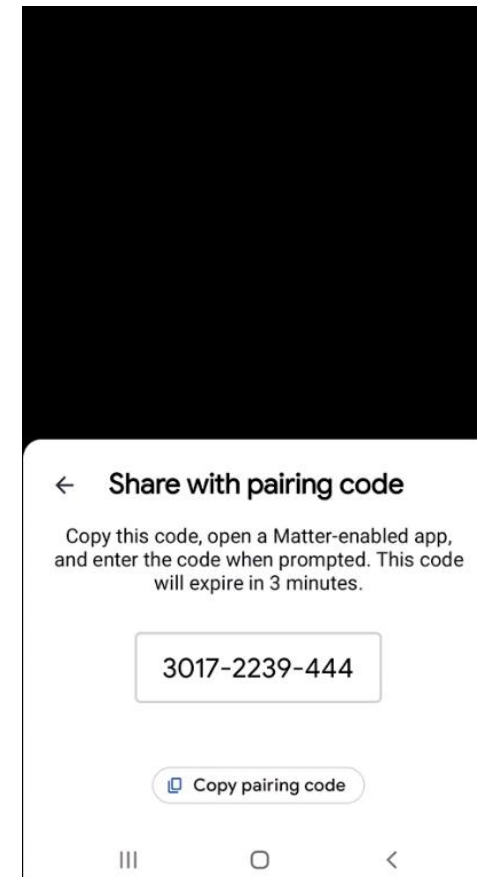 Share with pairing code
Copy this code, open a Matter-enabled app,
and enter the code when prompted. This code
will expire in 3 minutes.
3017-2239-444
Copy pairing code